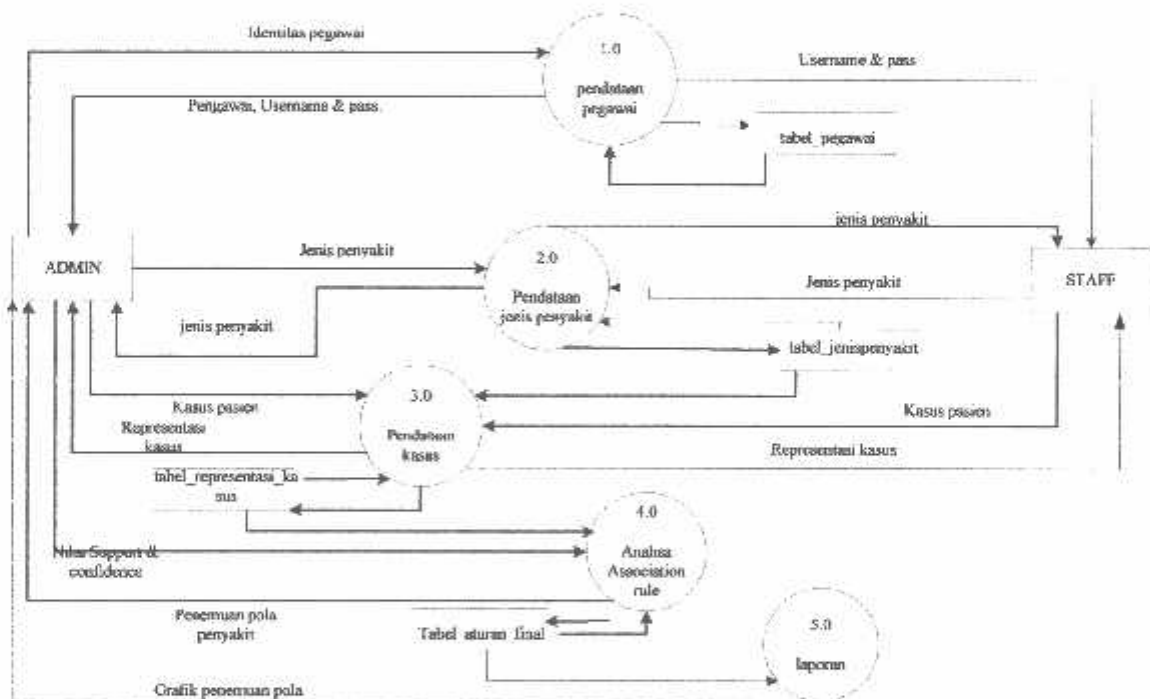 Identitas pegawai
1.0
pendataan
pegawai
Username & pass
Pengawai, Username & pass
tabel_pegawai
jenis penyakit
ADMIN
Jenis penyakit
2.0
Pendataan
jenis penyakit
Jenis penyakit
STAFF
jenis penyakit
tabel_jenispenyakit
3.0
Pendataan
kasus
Kasus pasien
Kasus pasien
Representasi
kasus
Representasi kasus
tabel_representasi_ka
sus
4.0
Analisa
Association
rule
Nilai Support &
confidence
Penemuan pola
penyakit
Tabel_aturan_final
5.0
laporan
Grafik penemuan pola